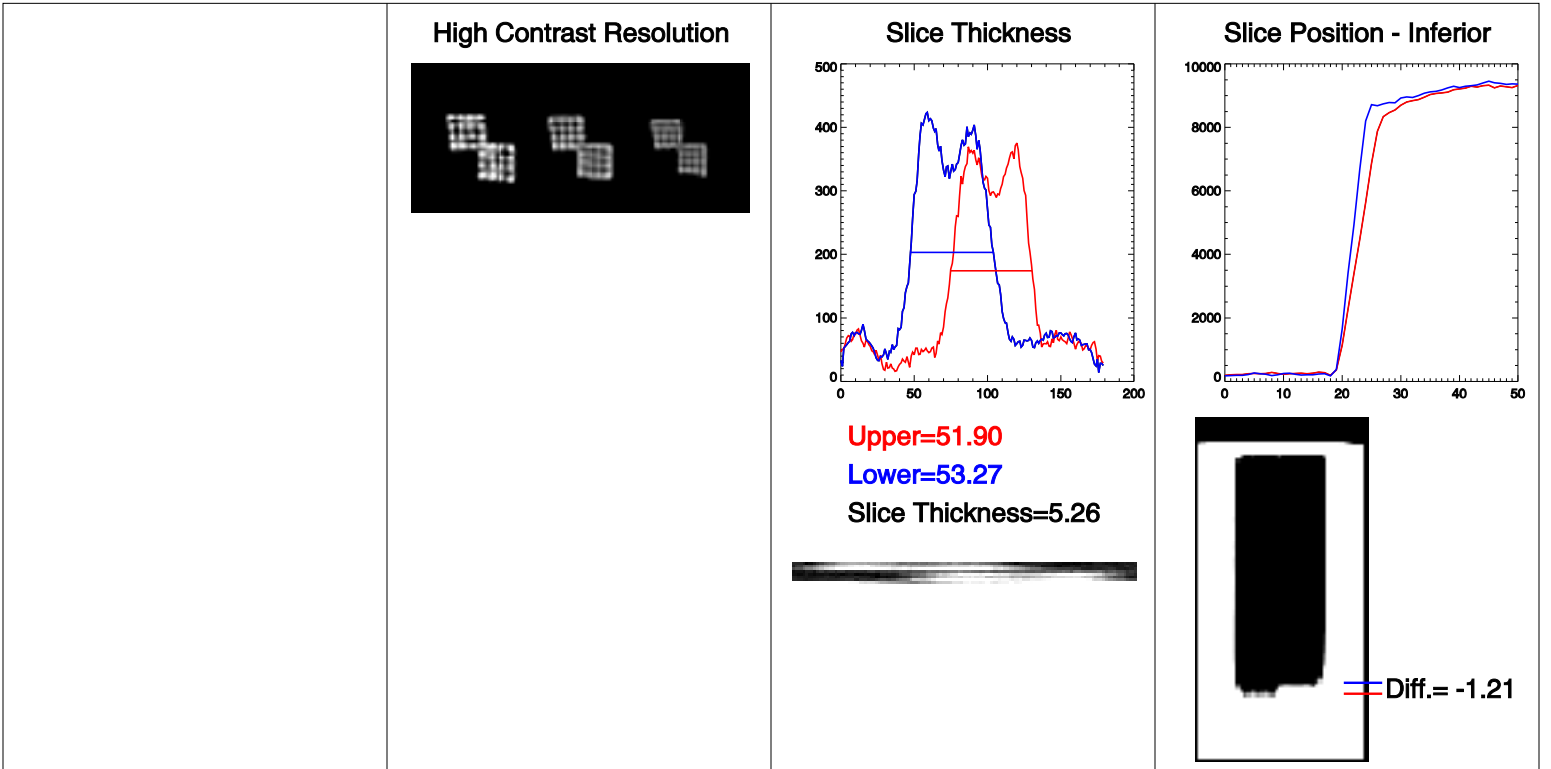 High Contrast Resolution
Slice Thickness
500
400
300
200
100
0
0 50 100 150 200
Upper=51.90
Lower=53.27
Slice Thickness=5.26
Slice Position - Inferior
10000
8000
6000
4000
2000
0
0 10 20 30 40 50
Diff.= -1.21